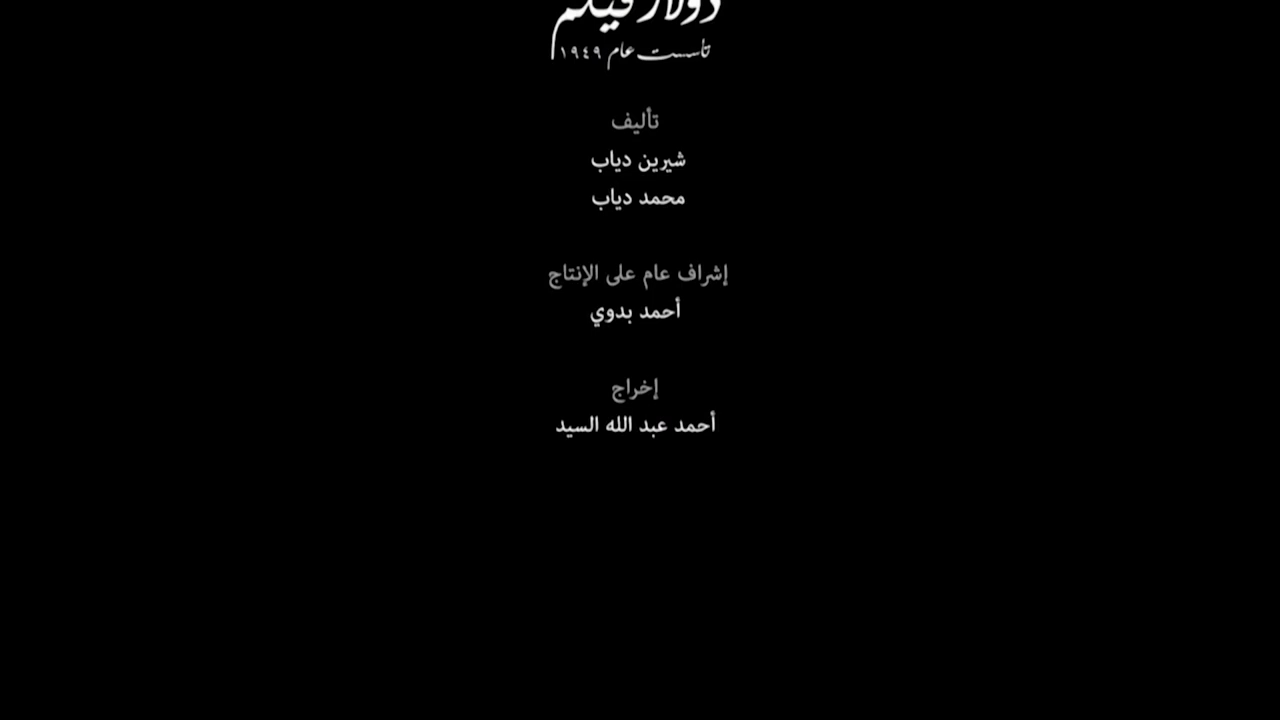 دولار فيلم
تأسست عام ١٩٤٩
تأليف
شيرين دياب
محمد دياب
إشراف عام على الإنتاج
أحمد بدوي
إخراج
أحمد عبد الله السيد